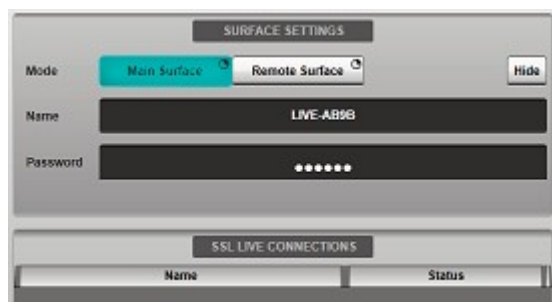 SURFACE SETTINGS
Mode Main Surface Remote Surface Hide
Name LIVE-AB9B
Password ●●●●●●
SSL LIVE CONNECTIONS
Name Status